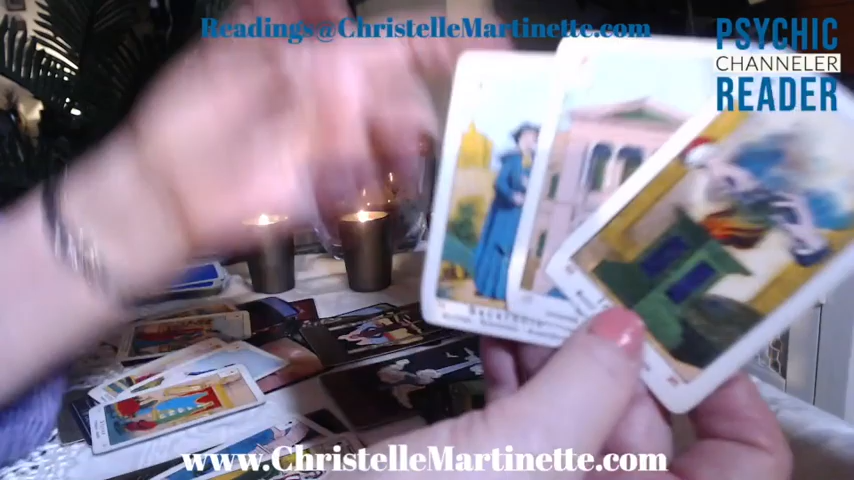 Readings@ChristelleMartinette.com
PSYCHIC
CHANNELER
READER
www.ChristelleMartinette.com